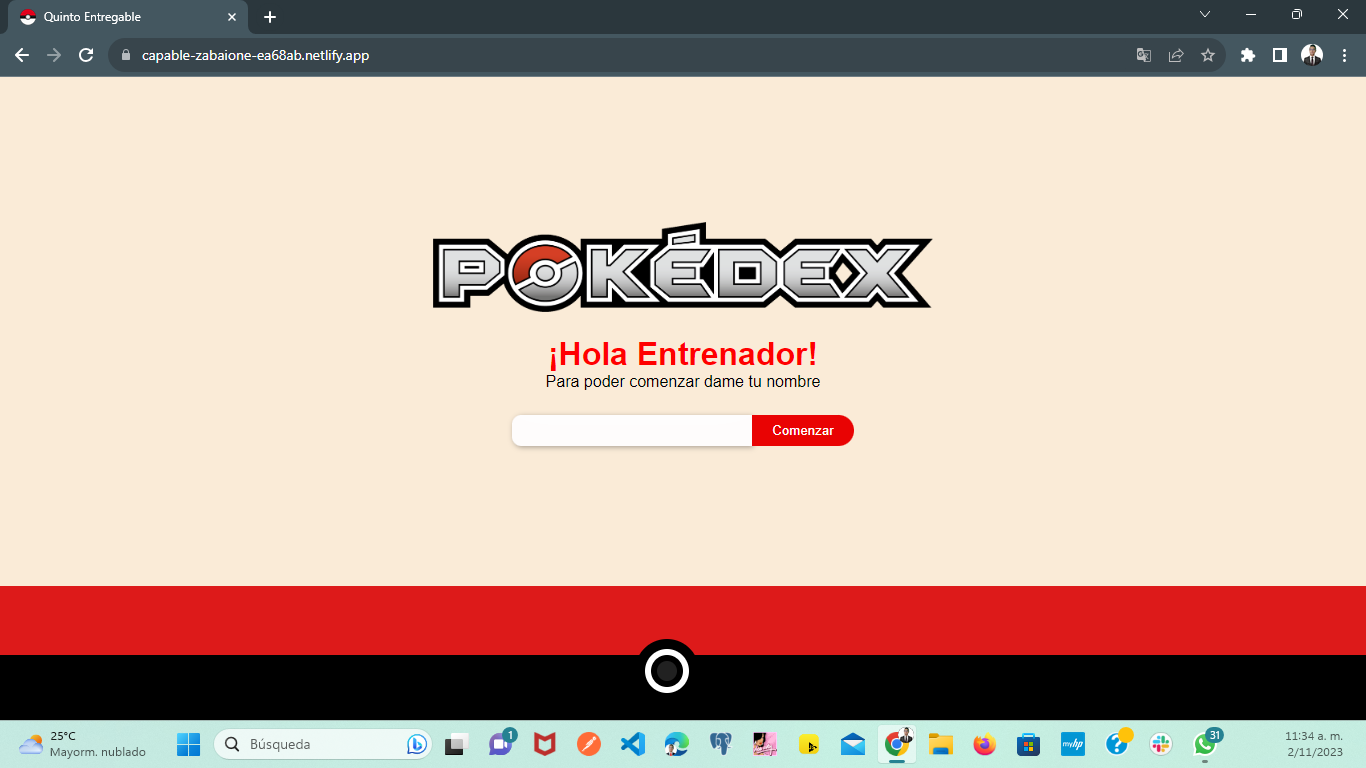 Quinto Entregable
capable-zabaione-ea68ab.netlify.app
POKÉDEX
¡Hola Entrenador!
Para poder comenzar dame tu nombre
Comenzar
25°C
Mayorm. nublado
Búsqueda
1
myhp
31
11:34 a. m.
2/11/2023